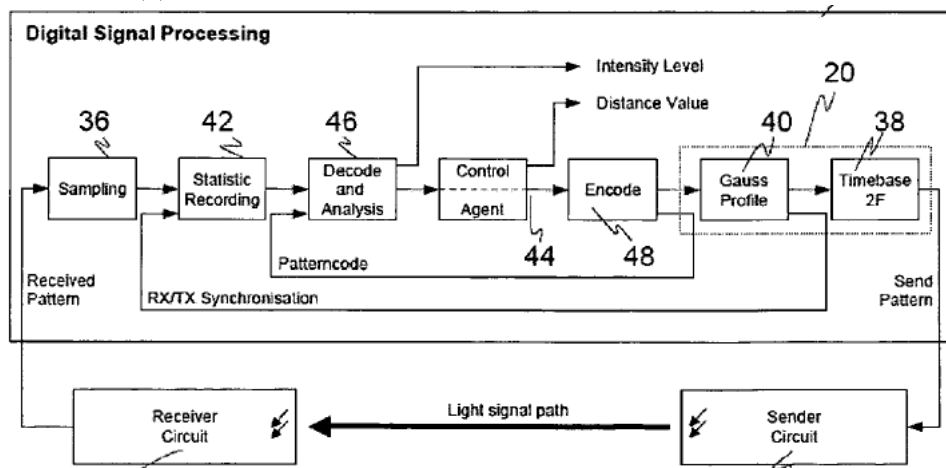 Digital Signal Processing
Intensity Level
Distance Value
20
36
42
46
40
38
Sampling
Statistic
Recording
Decode
and
Analysis
Control
Agent
Encode
Gauss
Profile
Timebase
2F
44
48
Patterncode
Received
Pattern
RX/TX Synchronisation
Send
Pattern
Receiver
Circuit
Light signal path
Sender
Circuit